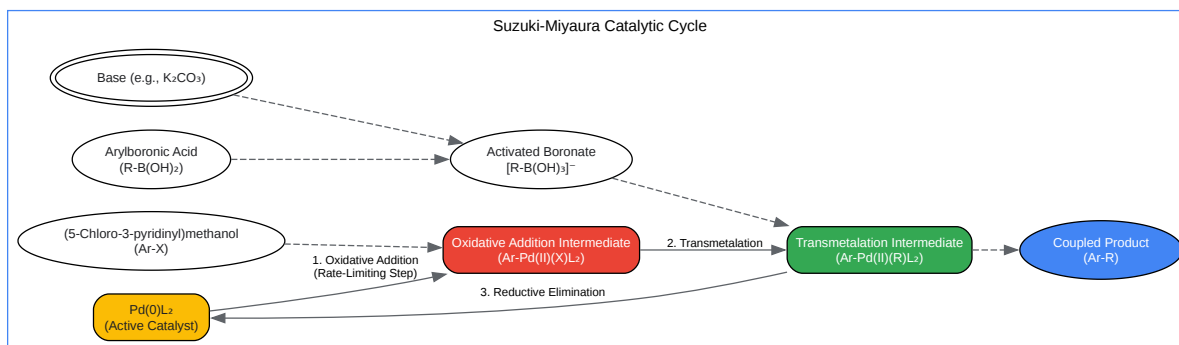 Suzuki-Miyaura Catalytic Cycle
Base (e.g., K₂CO₃)
Arylboronic Acid
(R-B(OH)₂)
Activated Boronate
[R-B(OH)₃]⁻
(5-Chloro-3-pyridinyl)methanol
(Ar-X)
Oxidative Addition Intermediate
(Ar-Pd(II)(X)L₂)
2. Transmetalation
Transmetalation Intermediate
(Ar-Pd(II)(R)L₂)
Coupled Product
(Ar-R)
1. Oxidative Addition
(Rate-Limiting Step)
3. Reductive Elimination
Pd(0)L₂
(Active Catalyst)